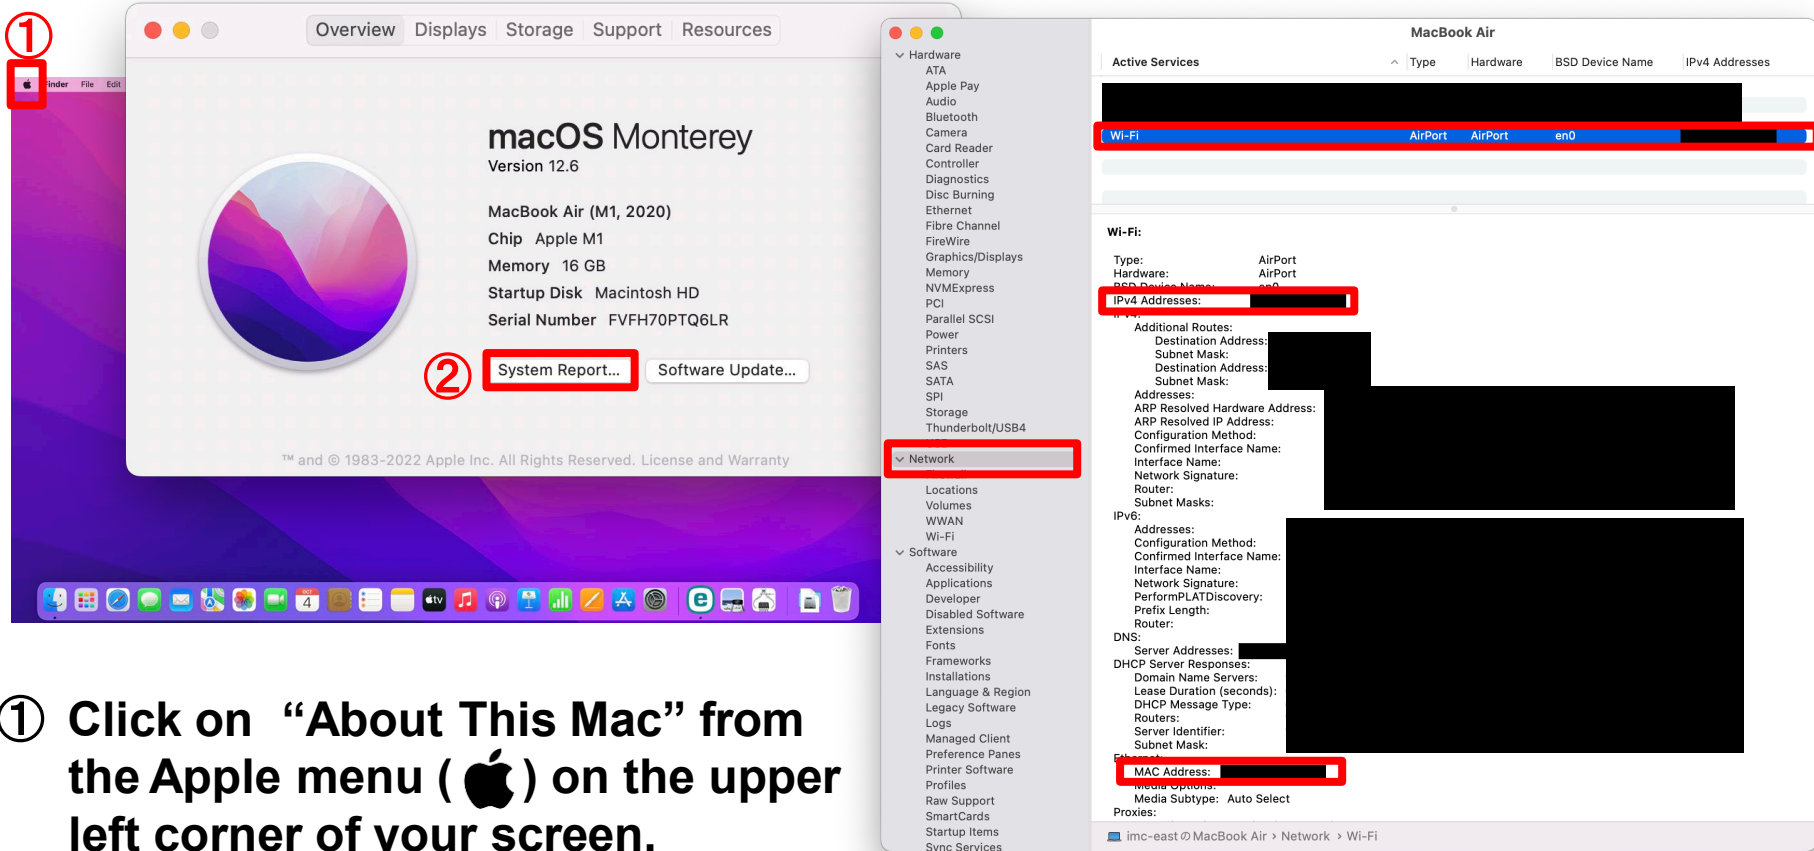 ①
Finder File Edit
Overview Displays Storage Support Resources
macOS Monterey
Version 12.6
MacBook Air (M1, 2020)
Chip Apple M1
Memory 16 GB
Startup Disk Macintosh HD
Serial Number FVFH70PTQ6LR
②
System Report... Software Update...
™ and © 1983-2022 Apple Inc. All Rights Reserved. License and Warranty
OCT
4
tv
① Click on “About This Mac” from
the Apple menu ( ) on the upper
left corner of your screen.
MacBook Air
Hardware
ATA
Apple Pay
Audio
Bluetooth
Camera
Card Reader
Controller
Diagnostics
Disc Burning
Ethernet
Fibre Channel
FireWire
Graphics/Displays
Memory
NVMExpress
PCI
Parallel SCSI
Power
Printers
SAS
SATA
SPI
Storage
Thunderbolt/USB4
Network
Locations
Volumes
WWAN
Wi-Fi
Software
Accessibility
Applications
Developer
Disabled Software
Extensions
Fonts
Frameworks
Installations
Language & Region
Legacy Software
Logs
Managed Client
Preference Panes
Printer Software
Profiles
Raw Support
SmartCards
Startup Items
Sync Services
Active Services Type Hardware BSD Device Name IPv4 Addresses
Wi-Fi AirPort AirPort en0
Wi-Fi:
Type: AirPort
Hardware: AirPort
BSD Device Name: en0
IPv4 Addresses:
IPv4:
Additional Routes:
Destination Address:
Subnet Mask:
Destination Address:
Subnet Mask:
Addresses:
ARP Resolved Hardware Address:
ARP Resolved IP Address:
Configuration Method:
Confirmed Interface Name:
Interface Name:
Network Signature:
Router:
Subnet Masks:
IPv6:
Addresses:
Configuration Method:
Confirmed Interface Name:
Interface Name:
Network Signature:
PerformPLATDiscovery:
Prefix Length:
Router:
DNS:
Server Addresses:
DHCP Server Responses:
Domain Name Servers:
Lease Duration (seconds):
DHCP Message Type:
Routers:
Server Identifier:
Subnet Mask:
Ethernet:
MAC Address:
Media Options:
Media Subtype: Auto Select
Proxies:
imc-east の MacBook Air › Network › Wi-Fi